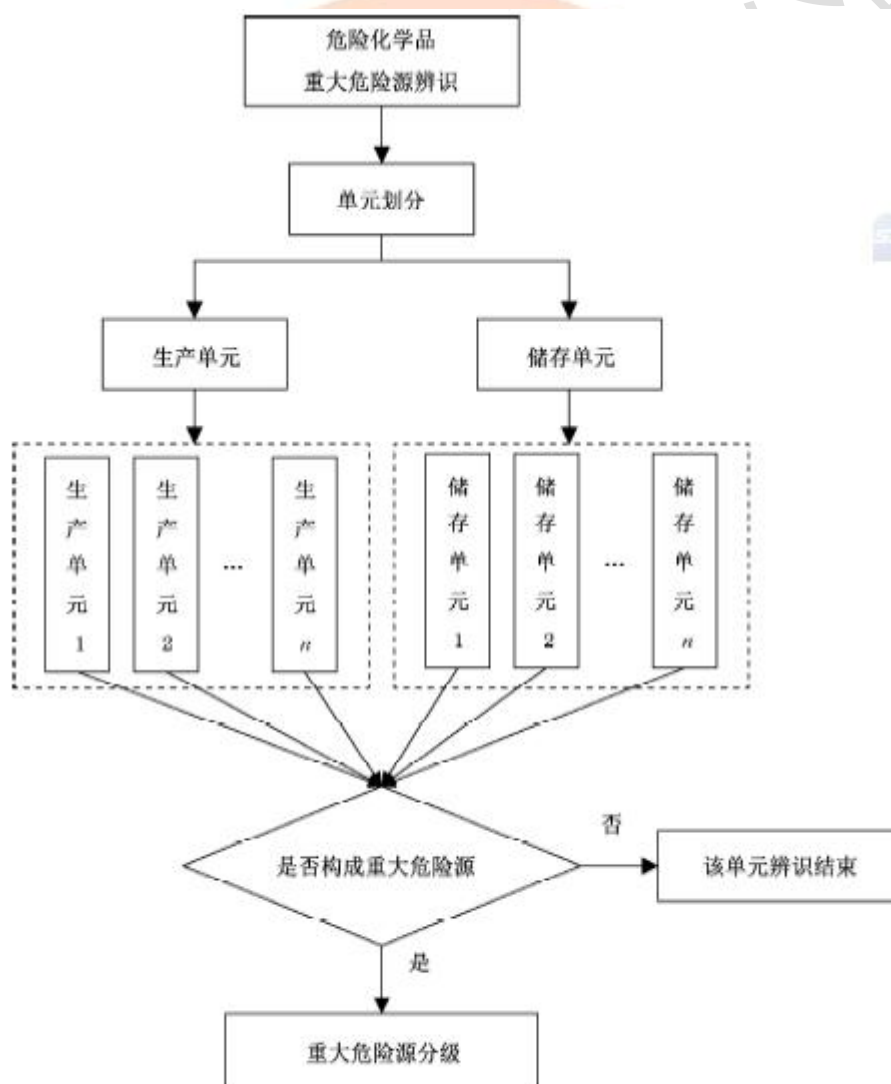 危险化学品
重大危险源辨识
单元划分
生产单元
储存单元
生产单元1
生产单元2
…
生产单元n
储存单元1
储存单元2
…
储存单元n
是否构成重大危险源
否
该单元辨识结束
是
重大危险源分级